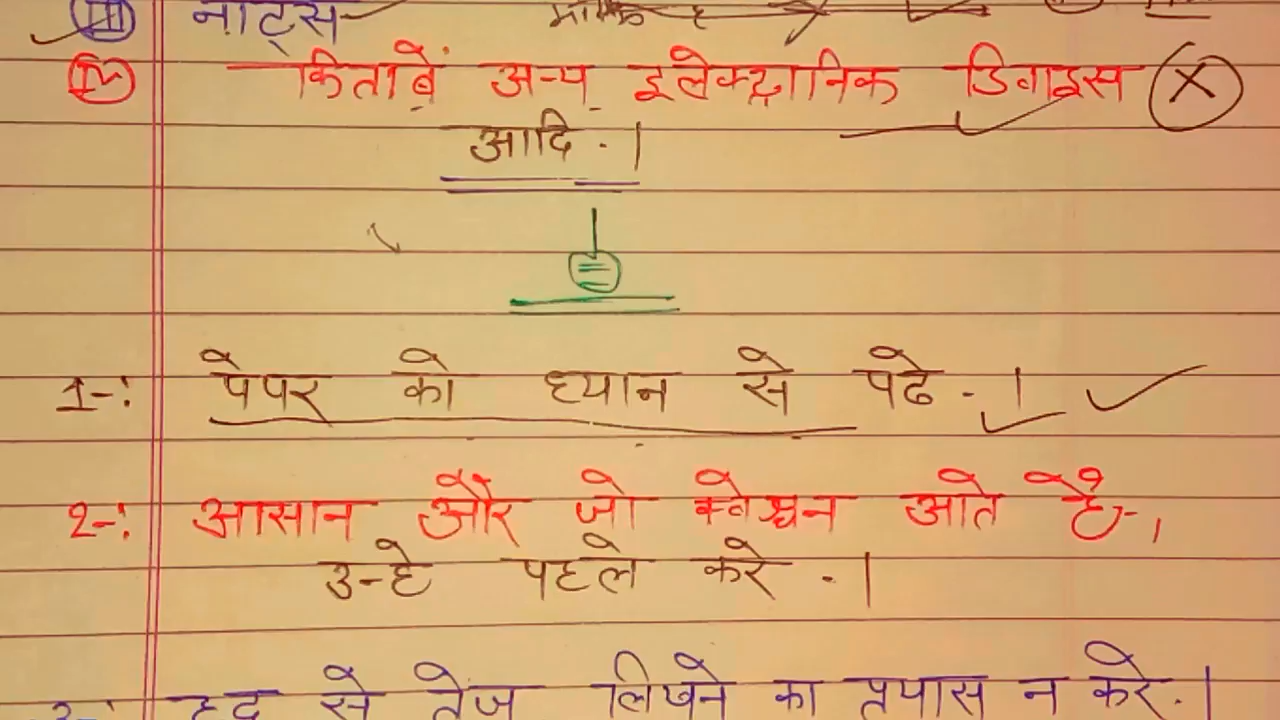 नोट्स
IV किताबें अन्य इलेक्ट्रानिक डिवाइस X
आदि . ।
1-: पेपर को ध्यान से पढे - ।
2-: आसान और जो क्वेश्चन आते है - ।
उन्हे पहले करे . ।
हद से तेज लिखने का प्रयास न करे . ।